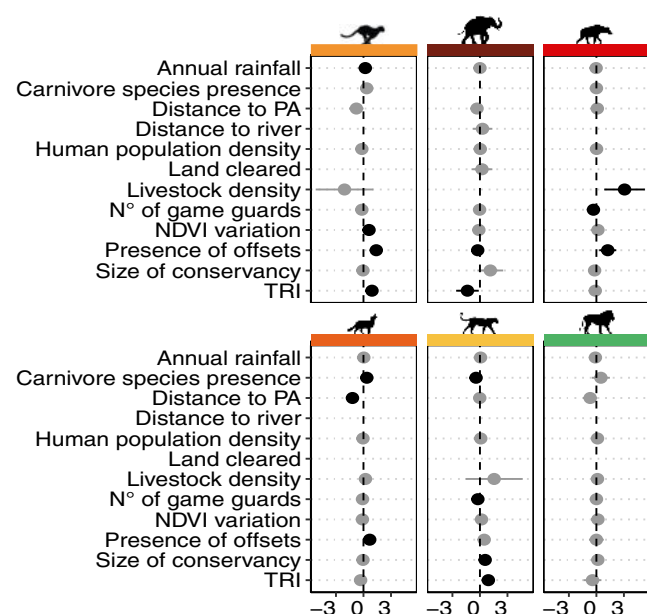 Annual rainfall
Carnivore species presence
Distance to PA
Distance to river
Human population density
Land cleared
Livestock density
N° of game guards
NDVI variation
Presence of offsets
Size of conservancy
TRI
Annual rainfall
Carnivore species presence
Distance to PA
Distance to river
Human population density
Land cleared
Livestock density
N° of game guards
NDVI variation
Presence of offsets
Size of conservancy
TRI
−3 0 3 −3 0 3 −3 0 3